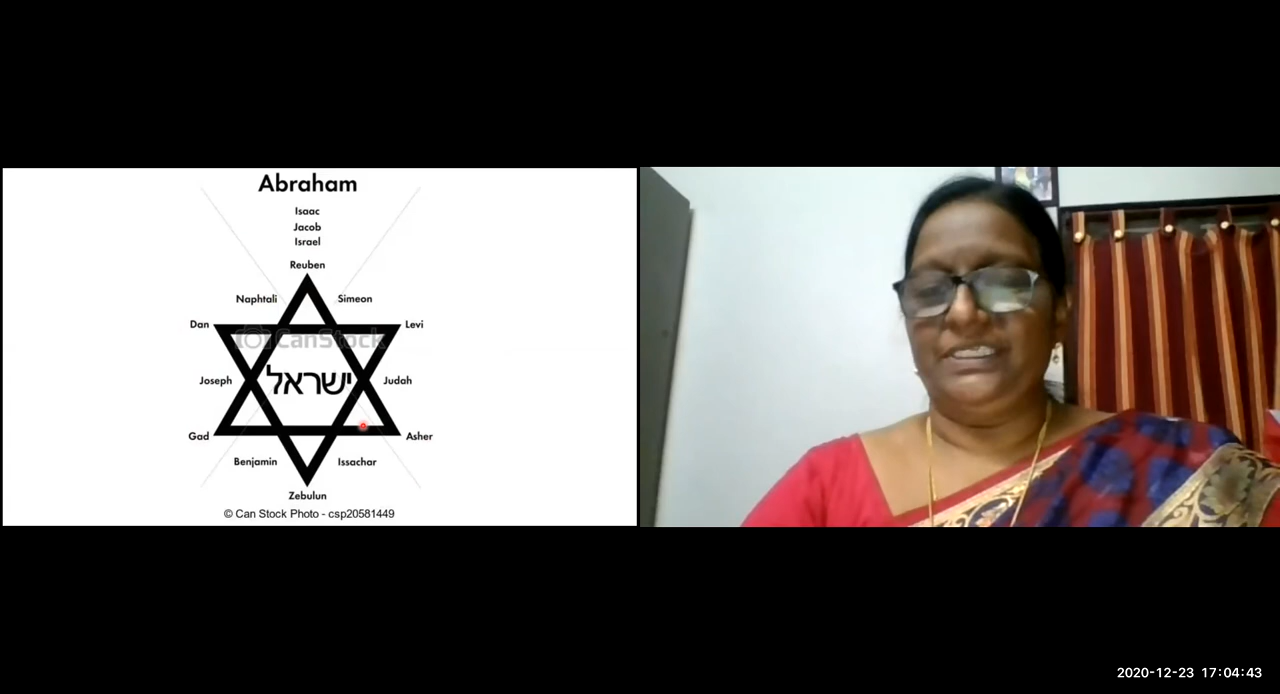 Abraham
Isaac
Jacob
Israel
Reuben
Naphtali Simeon
Dan Levi
CanStock
Joseph ישראל Judah
Gad Asher
Benjamin Issachar
Zebulun
© Can Stock Photo - csp20581449
2020-12-23 17:04:43